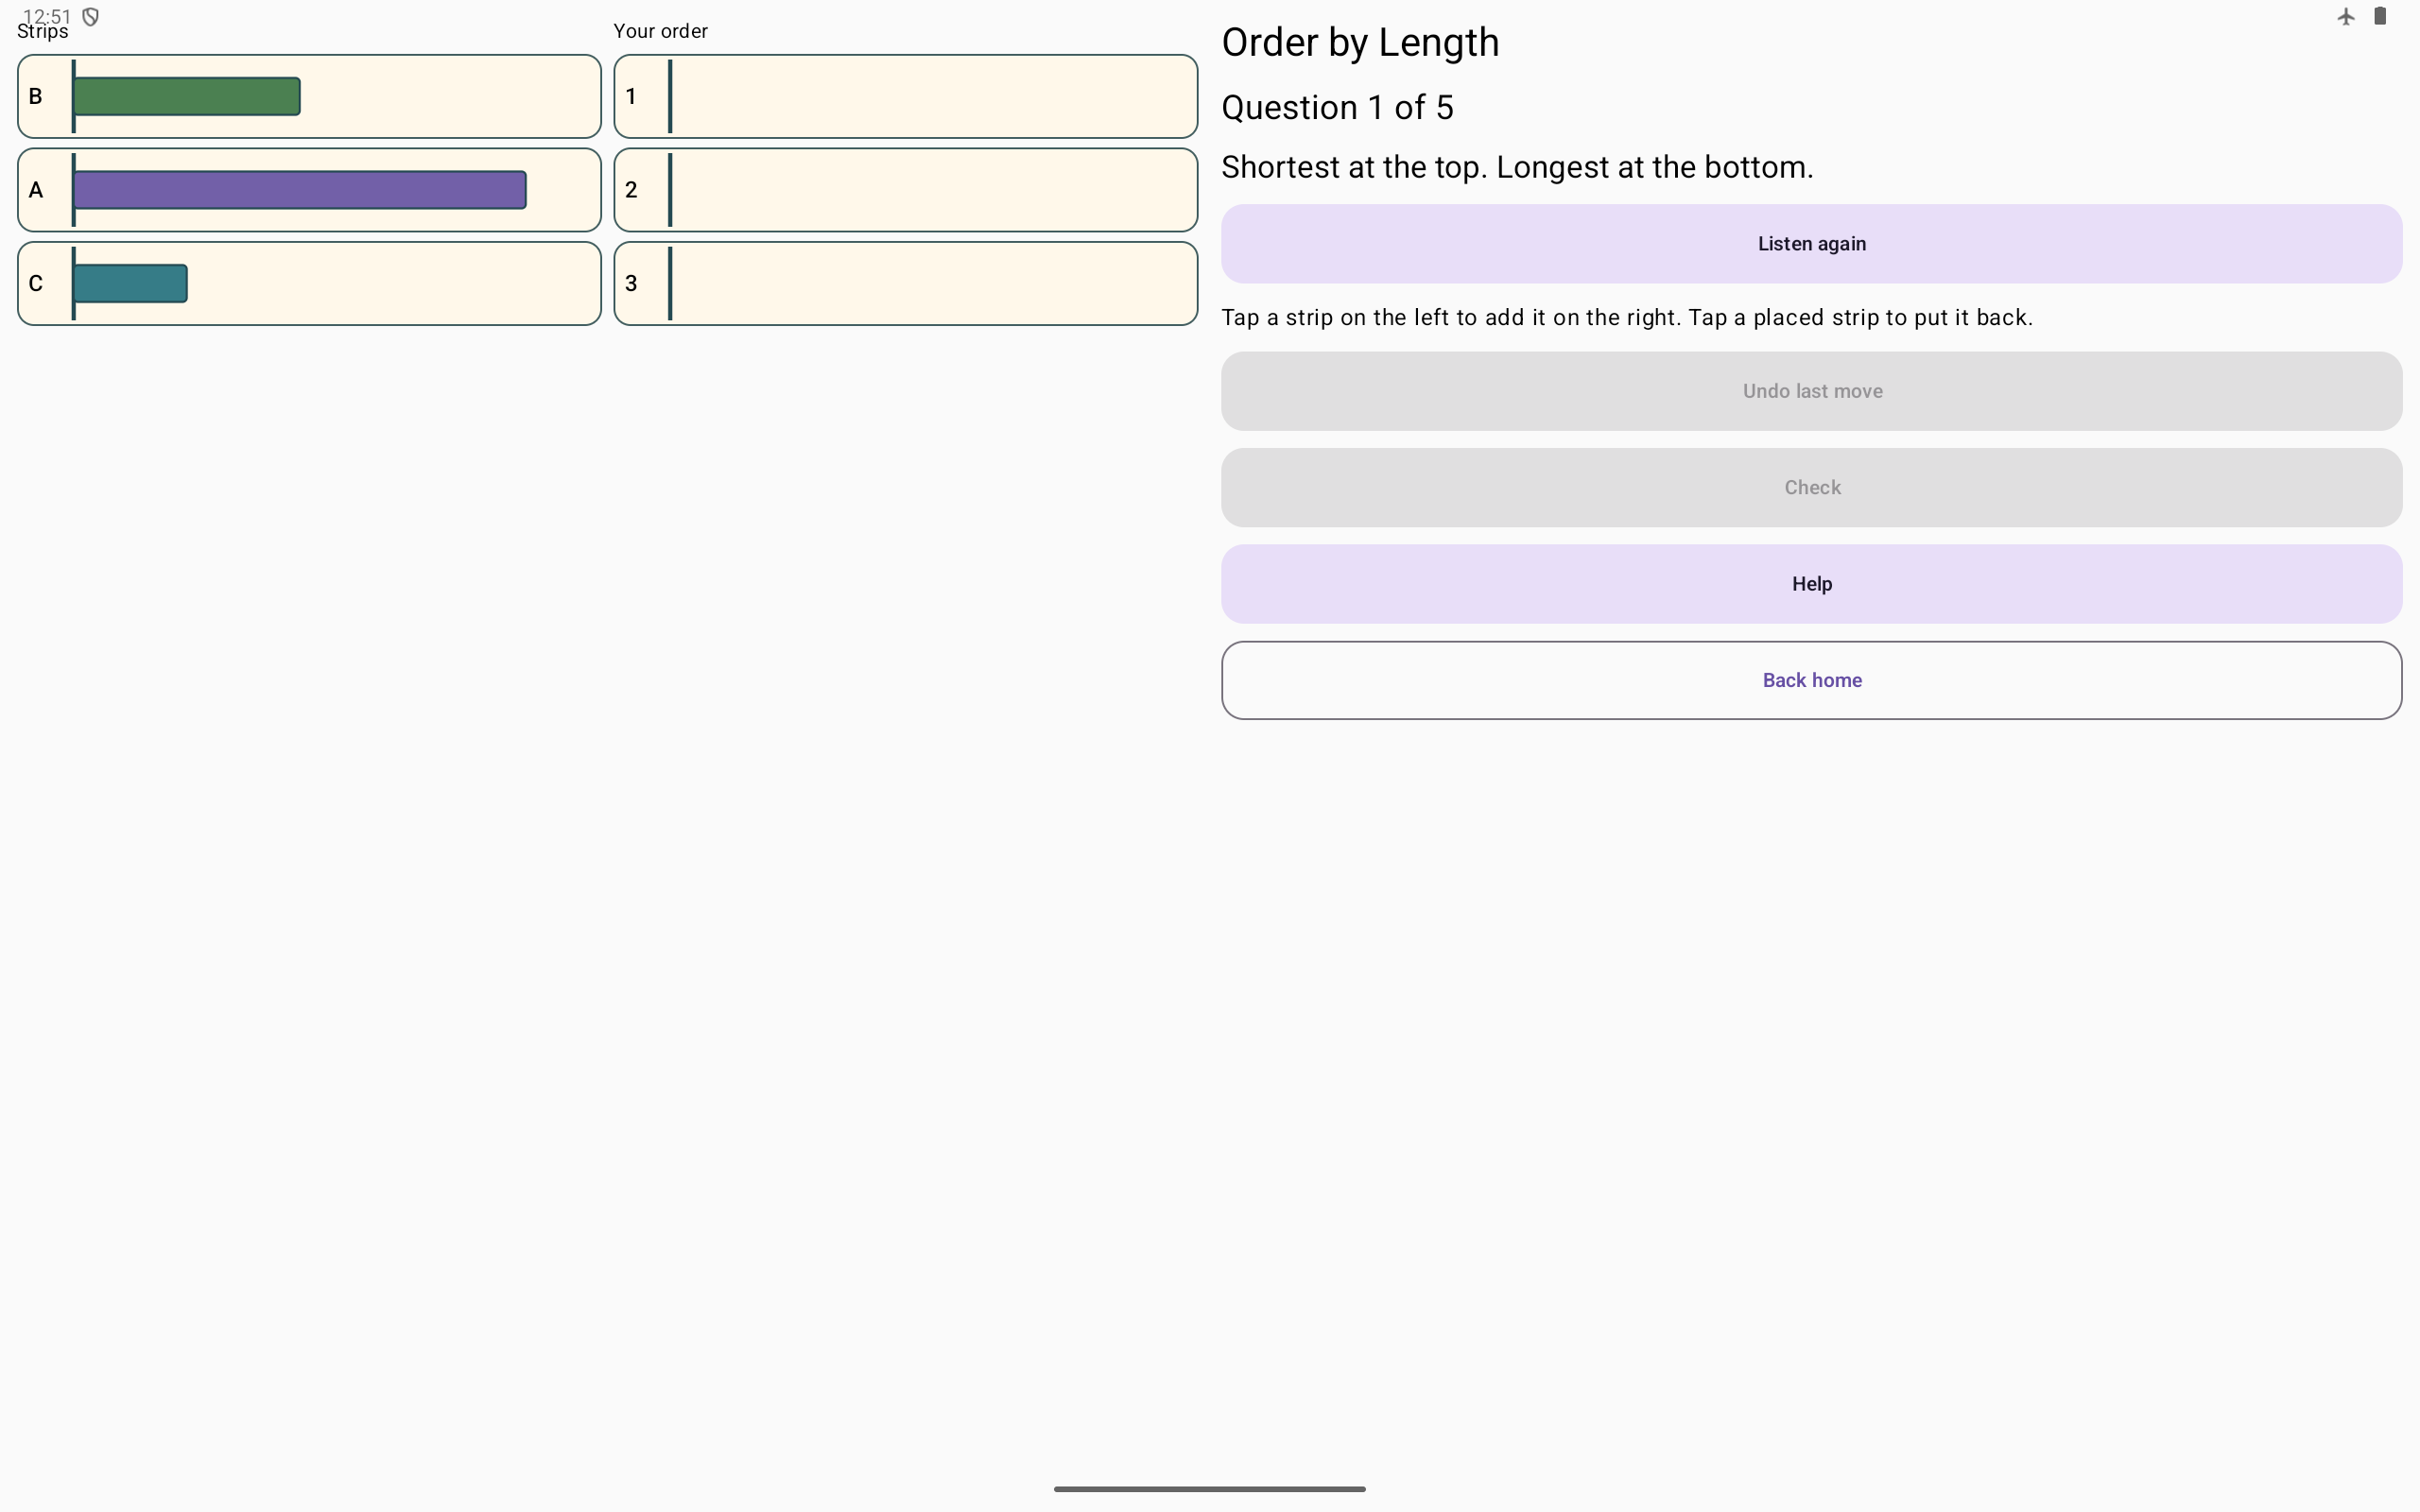 12:51
Strips
Your order
B
A
C
1
2
3
Order by Length
Question 1 of 5
Shortest at the top. Longest at the bottom.
Listen again
Tap a strip on the left to add it on the right. Tap a placed strip to put it back.
Undo last move
Check
Help
Back home